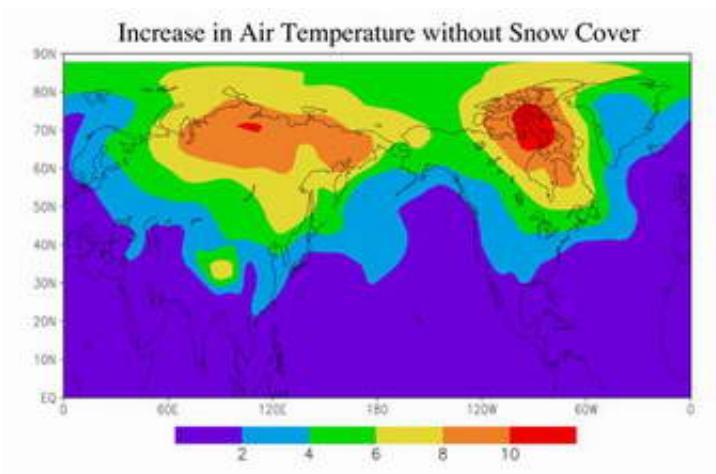 Increase in Air Temperature without Snow Cover
90N
80N
70N
60N
50N
40N
30N
20N
10N
EQ
0 60E 120E 180 120W 60W 0
2 4 6 8 10